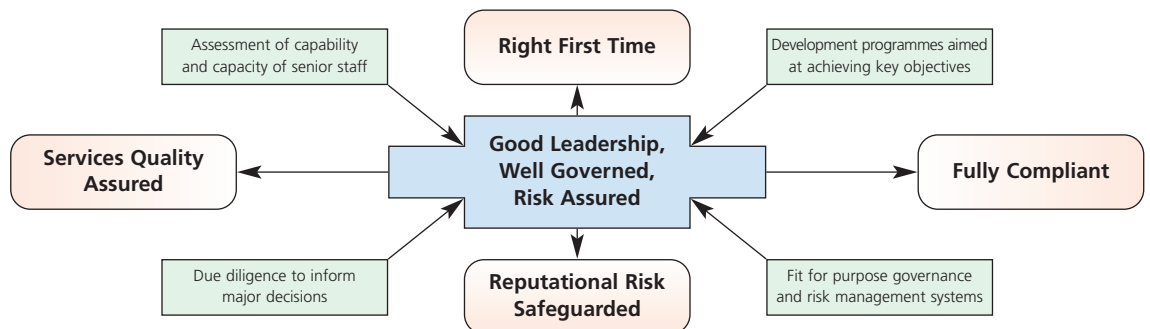 Assessment of capability
and capacity of senior staff
Right First Time
Development programmes aimed
at achieving key objectives
Services Quality
Assured
Good Leadership,
Well Governed,
Risk Assured
Fully Compliant
Due diligence to inform
major decisions
Reputational Risk
Safeguarded
Fit for purpose governance
and risk management systems